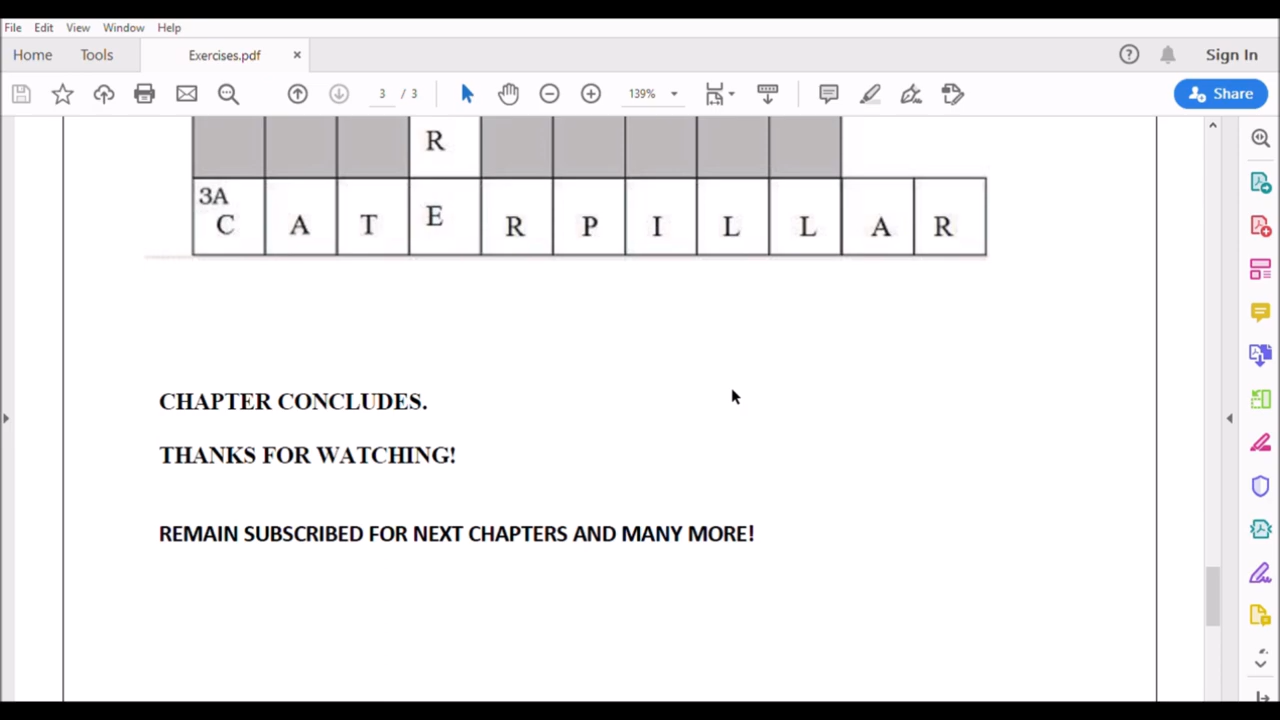 File Edit View Window Help
Home Tools Exercises.pdf × Sign In
3 / 3 139% Share
R
3A
C A T E R P I L L A R
CHAPTER CONCLUDES.
THANKS FOR WATCHING!
REMAIN SUBSCRIBED FOR NEXT CHAPTERS AND MANY MORE!